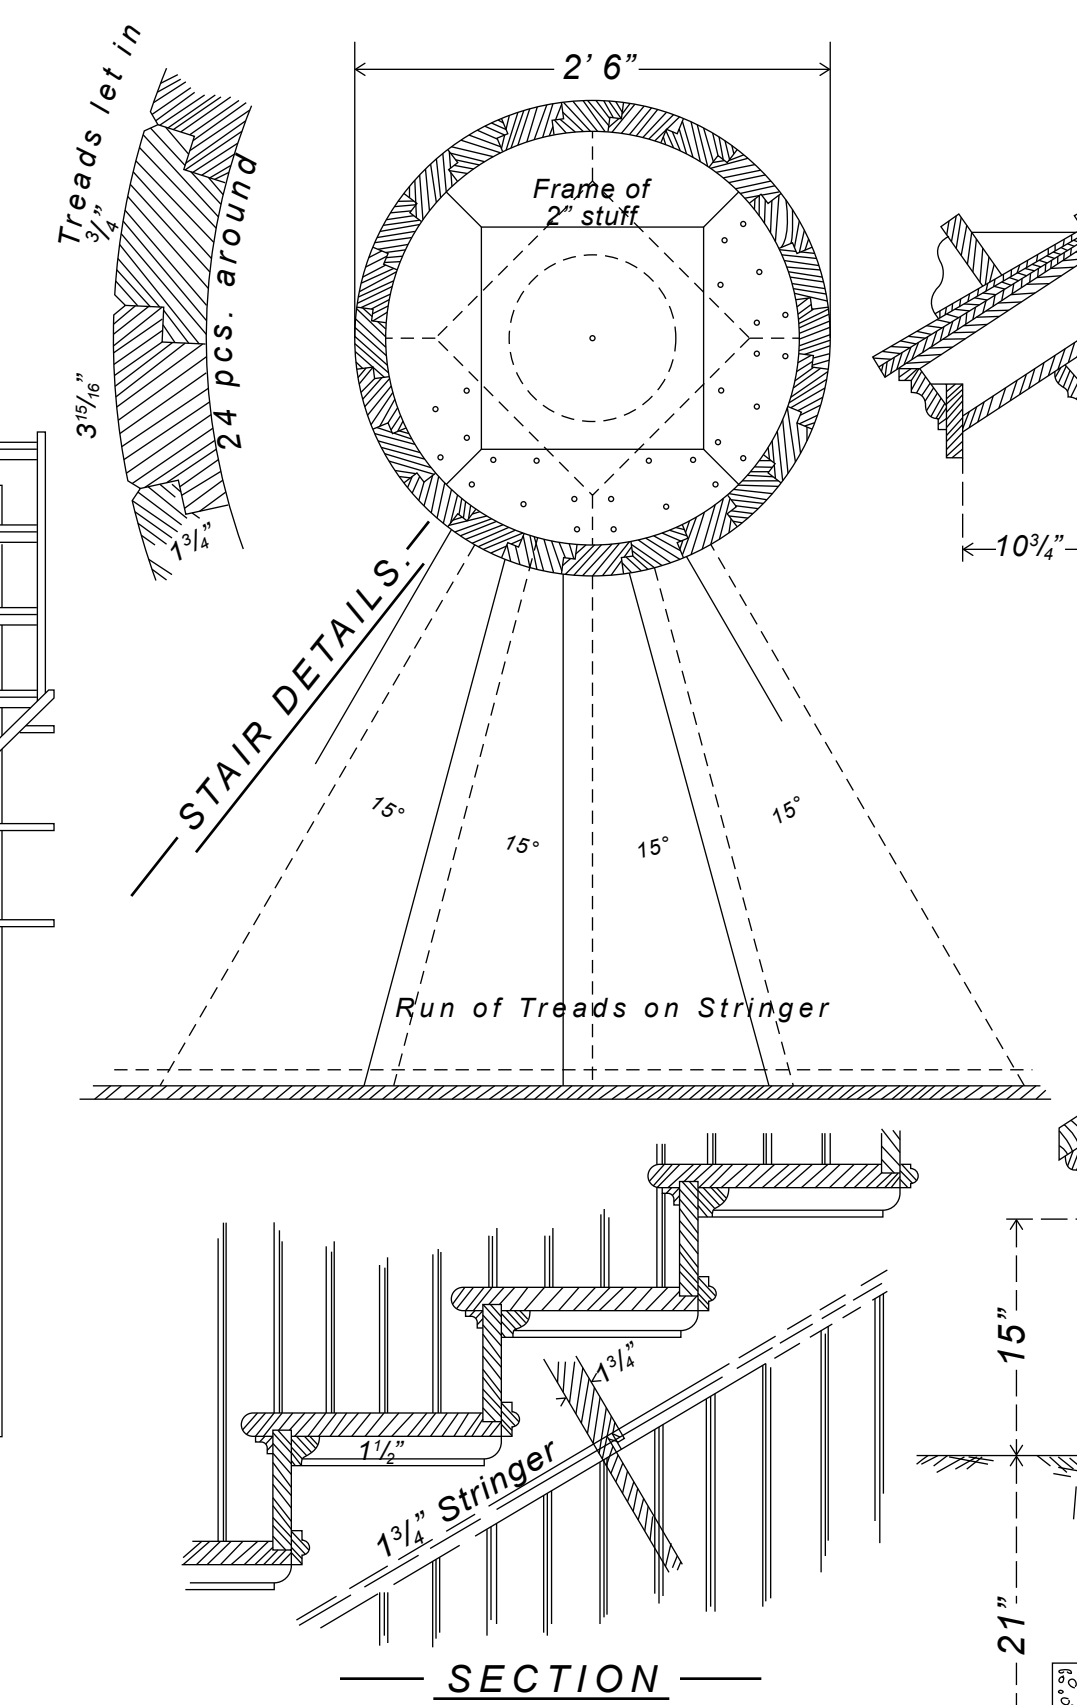 2’ 6”
Treads let in
3/4”
24 pcs. around
3 15/16”
1 3/4”
Frame of
2” stuff
10 3/4”
STAIR DETAILS.
15°
15°
15°
15°
Run of Treads on Stringer
15”
1 3/4”
1 1/2”
1 3/4” Stringer
21”
SECTION